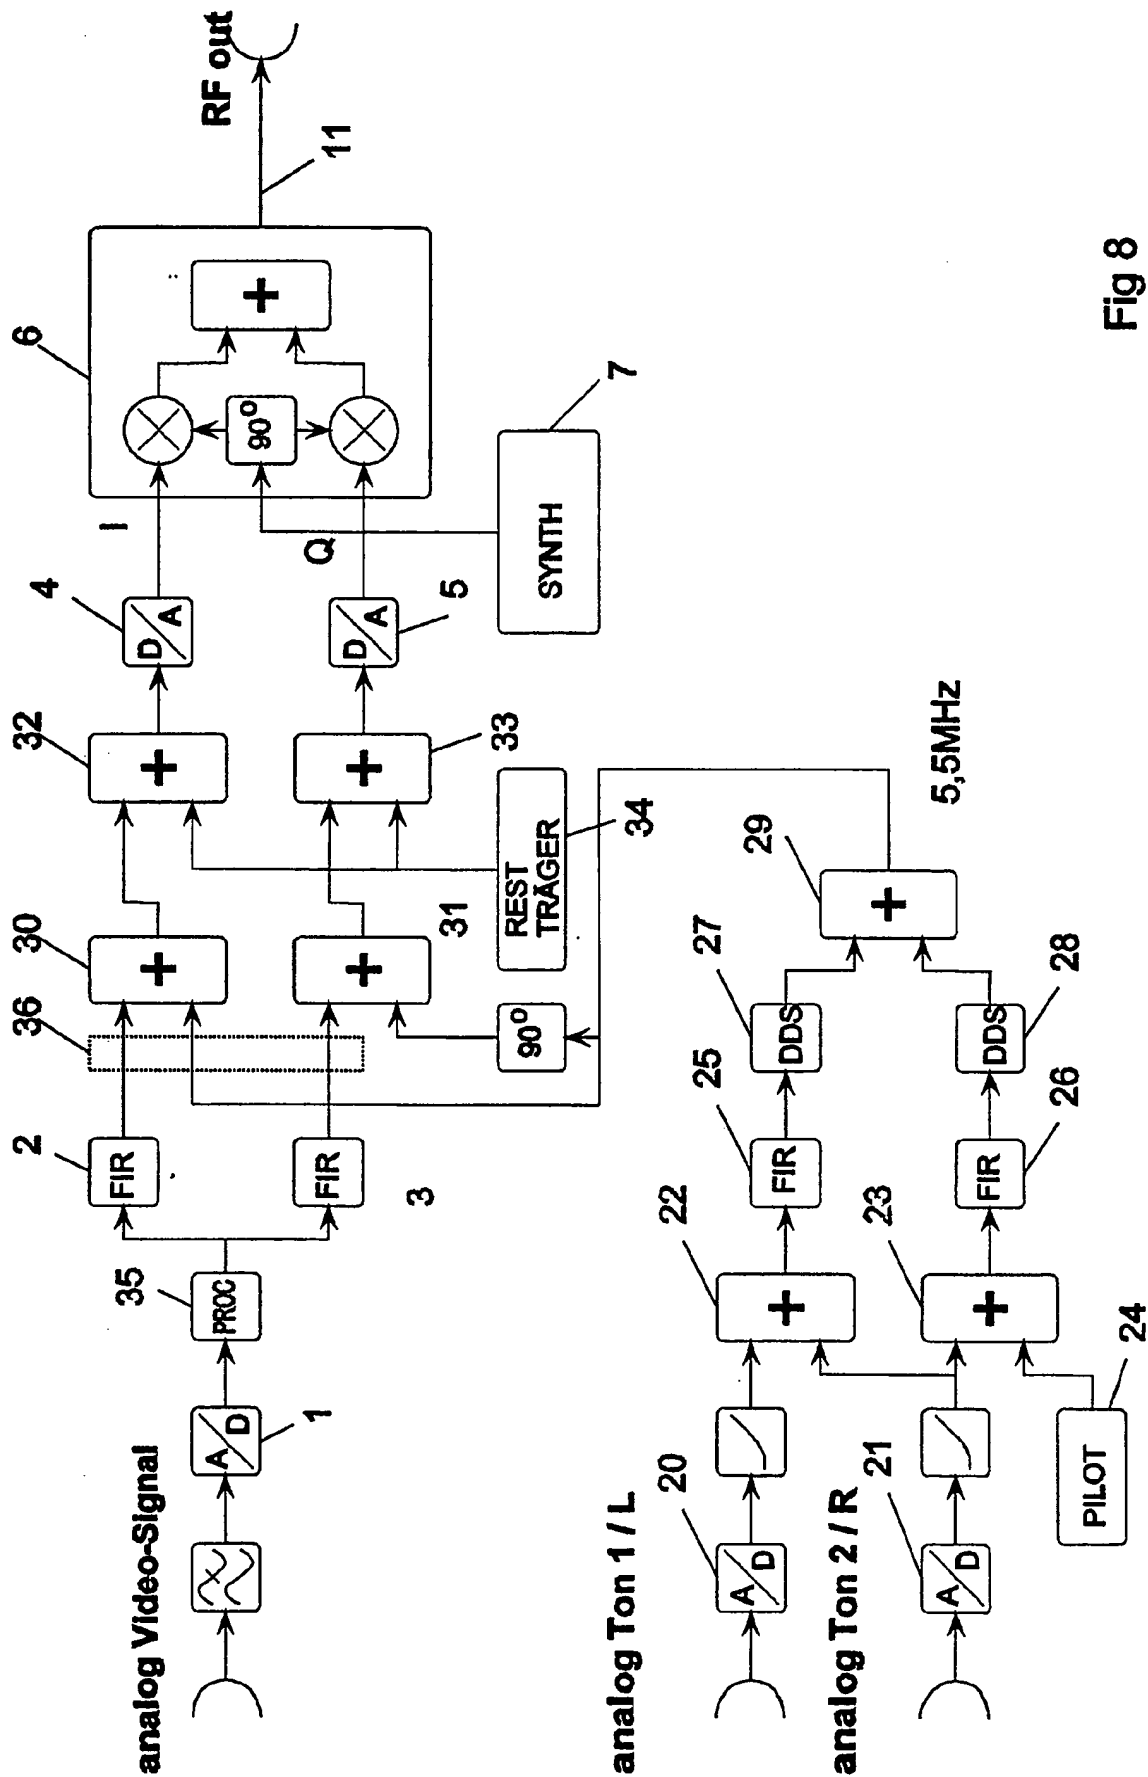 analog Video-Signal
A
D
1
PROC
35
FIR
2
FIR
3
36
30
+
31
+
90°
32
+
33
+
REST
TRÄGER
34
D
A
4
D
A
5
I
Q
6
90°
+
SYNTH
7
11
RF out
analog Ton 1 / L
A
D
20
analog Ton 2 / R
A
D
21
PILOT
24
22
+
23
+
FIR
25
FIR
26
DDS
27
DDS
28
29
+
5,5MHz
Fig 8